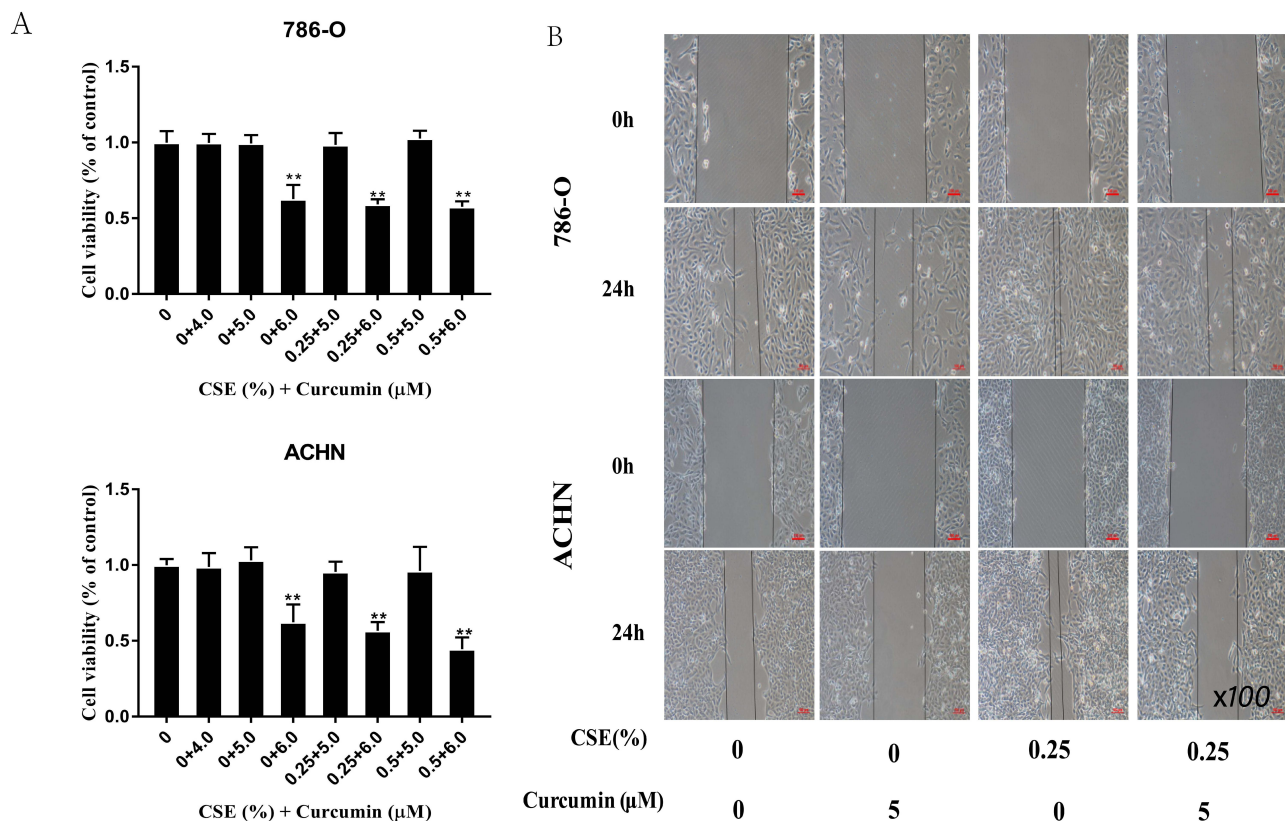 A
786-O
Cell viability (% of control)
1.5
1.0
0.5
0.0
**
**
**
0
0+4.0
0+5.0
0+6.0
0.25+5.0
0.25+6.0
0.5+5.0
0.5+6.0
CSE (%) + Curcumin (μM)
ACHN
Cell viability (% of control)
1.5
1.0
0.5
0.0
**
**
**
0
0+4.0
0+5.0
0+6.0
0.25+5.0
0.25+6.0
0.5+5.0
0.5+6.0
CSE (%) + Curcumin (μM)
B
786-O
0h
24h
ACHN
0h
24h
x100
CSE(%)
0
0
0.25
0.25
Curcumin (μM)
0
5
0
5